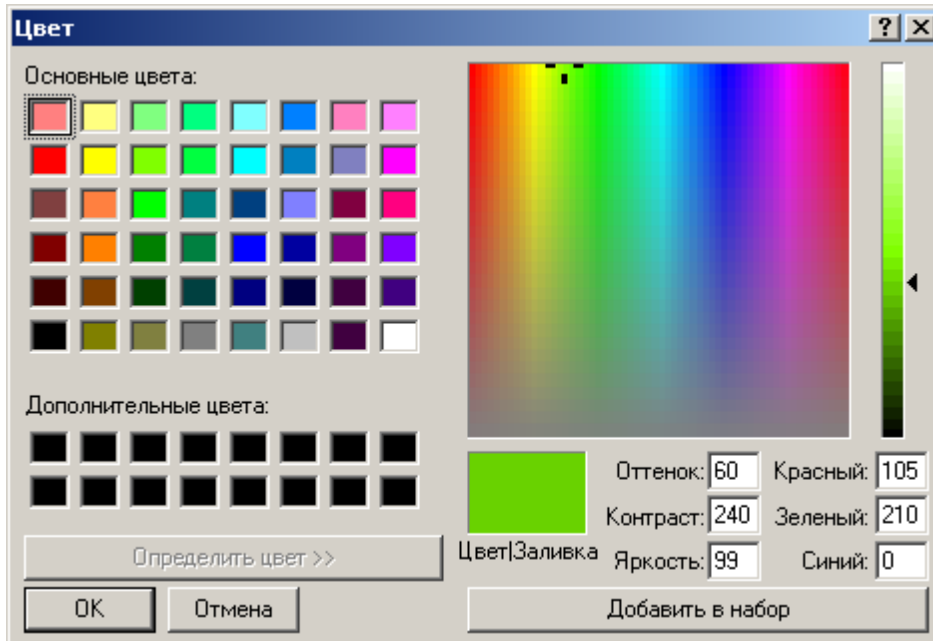 Цвет
Основные цвета:
Дополнительные цвета:
Определить цвет >>
OK Отмена
Цвет|Заливка
Оттенок: 60 Красный: 105
Контраст: 240 Зеленый: 210
Яркость: 99 Синий: 0
Добавить в набор